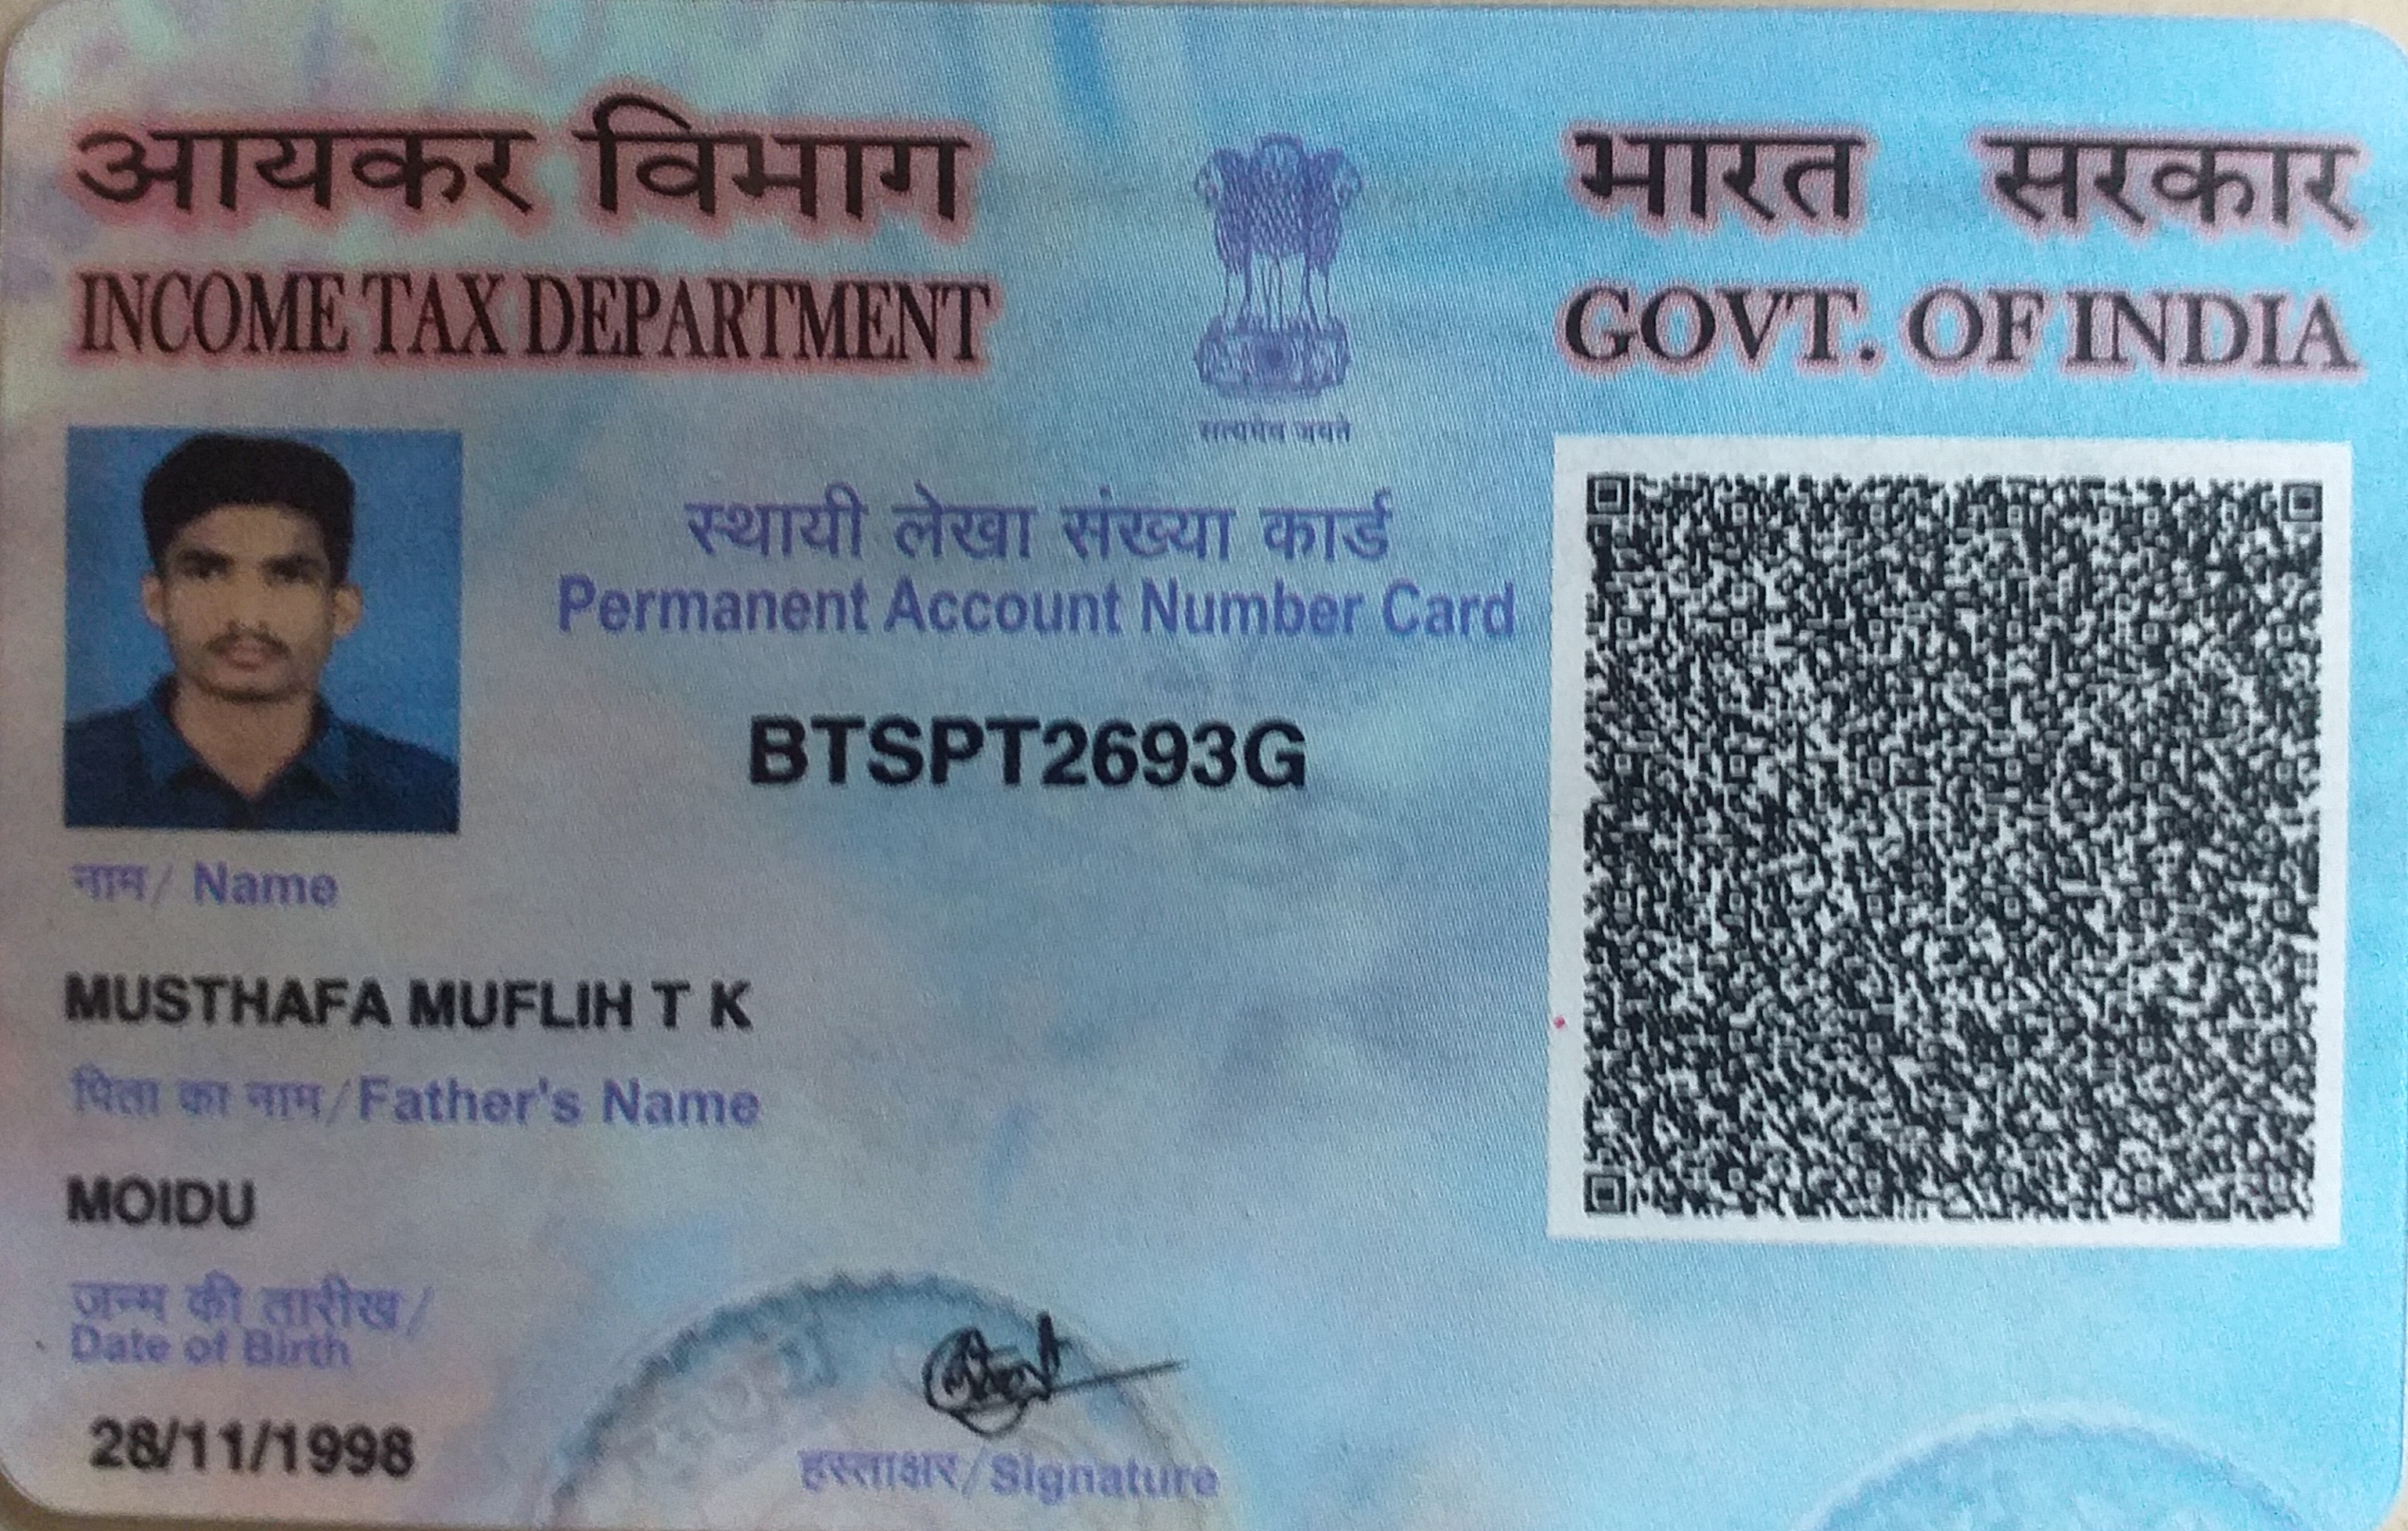 आयकर विभाग
INCOME TAX DEPARTMENT
भारत सरकार
GOVT. OF INDIA
सत्यमेव जयते
स्थायी लेखा संख्या कार्ड
Permanent Account Number Card
BTSPT2693G
नाम/ Name
MUSTHAFA MUFLIH T K
पिता का नाम/Father's Name
MOIDU
जन्म की तारीख/
Date of Birth
28/11/1998
हस्ताक्षर/Signature